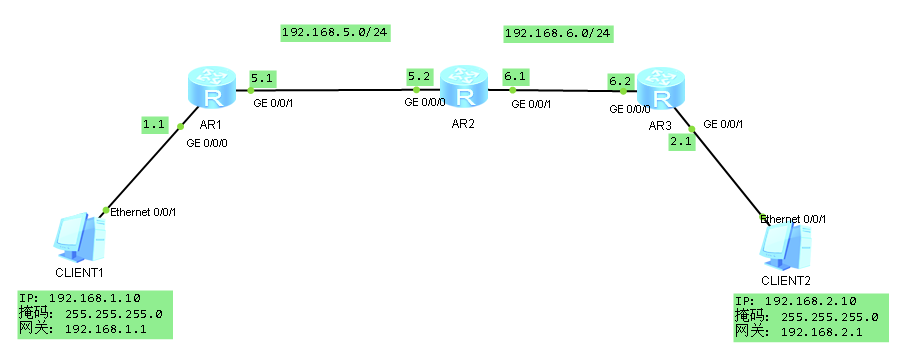 192.168.5.0/24
192.168.6.0/24
5.1
5.2
6.1
6.2
R
R
R
GE 0/0/1
GE 0/0/0
GE 0/0/1
GE 0/0/0
1.1
AR1
AR2
AR3
GE 0/0/1
GE 0/0/0
2.1
Ethernet 0/0/1
Ethernet 0/0/1
CLIENT1
CLIENT2
IP: 192.168.1.10
掩码: 255.255.255.0
网关: 192.168.1.1
IP: 192.168.2.10
掩码: 255.255.255.0
网关: 192.168.2.1